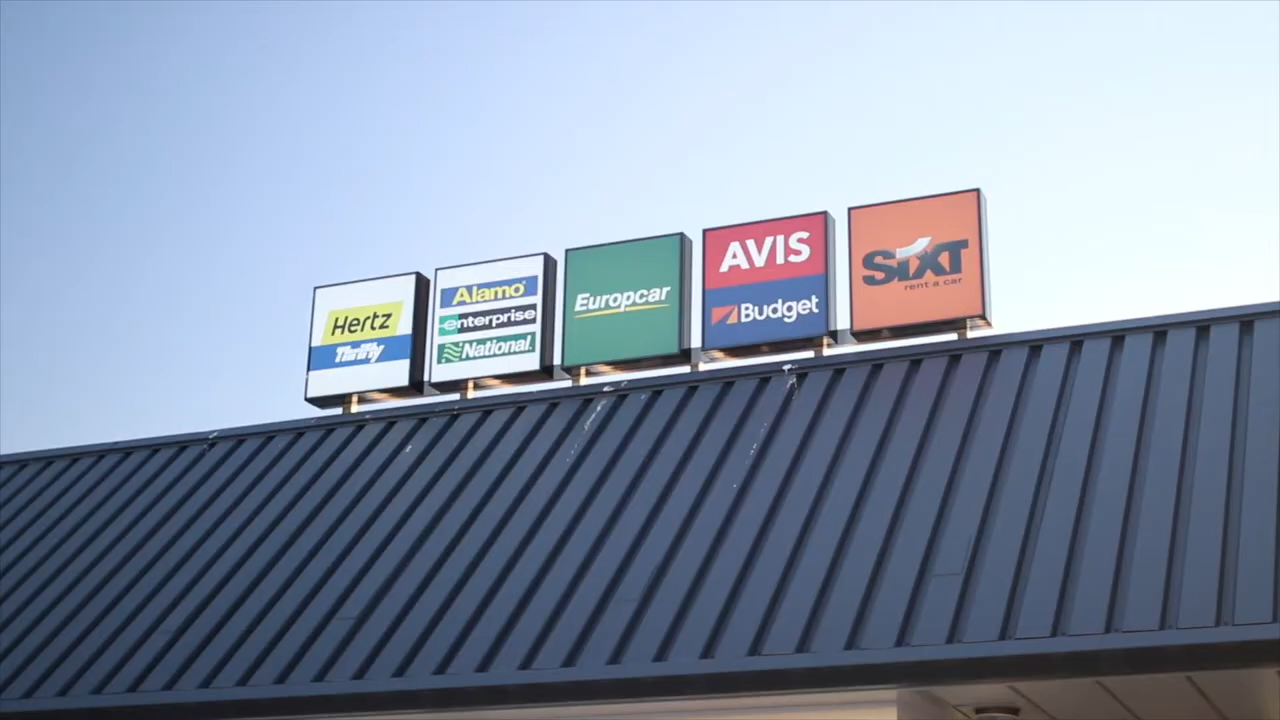 Hertz
Thrifty
Alamo
enterprise
National
Europcar
AVIS
Budget
SIXT
rent a car